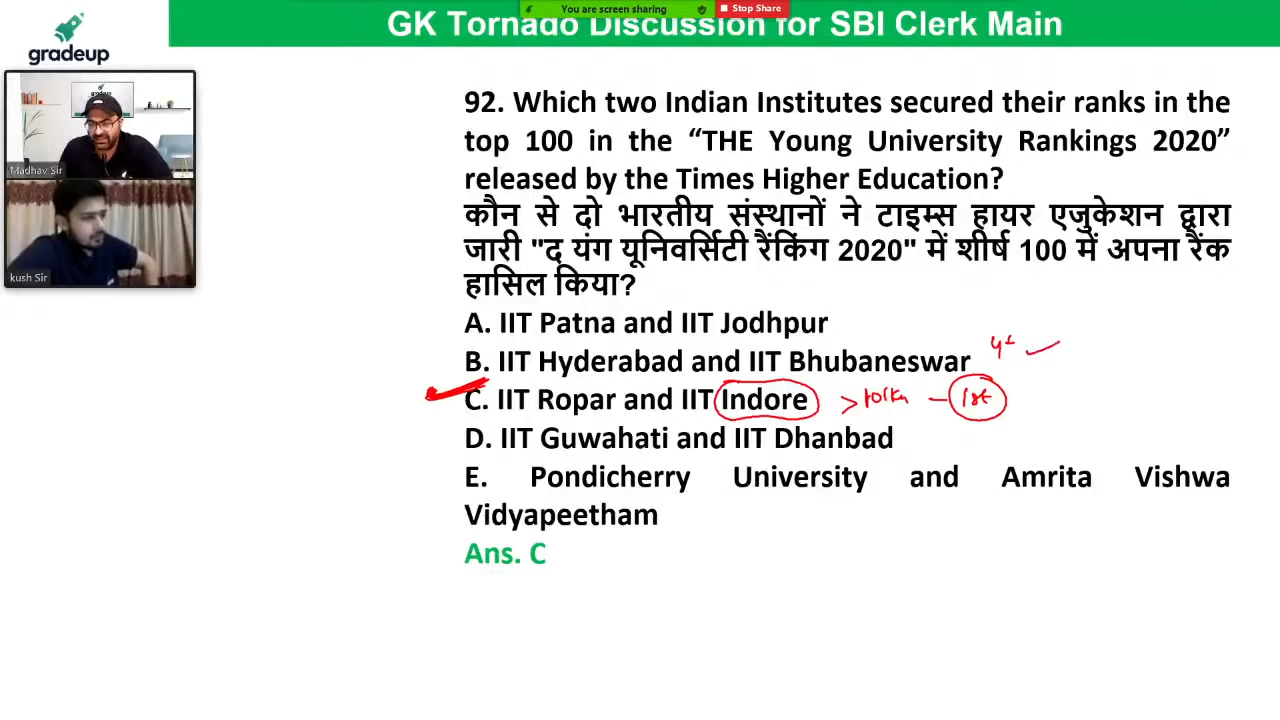 You are screen sharing
Stop Share
GK Tornado Discussion for SBI Clerk Main
gradeup
gradeup
Madhav Sir
kush Sir
92. Which two Indian Institutes secured their ranks in the
top 100 in the “THE Young University Rankings 2020”
released by the Times Higher Education?
कौन से दो भारतीय संस्थानों ने टाइम्स हायर एजुकेशन द्वारा
जारी "द यंग यूनिवर्सिटी रैंकिंग 2020" में शीर्ष 100 में अपना रैंक
हासिल किया?
A. IIT Patna and IIT Jodhpur
B. IIT Hyderabad and IIT Bhubaneswar
C. IIT Ropar and IIT Indore
1st
D. IIT Guwahati and IIT Dhanbad
E. Pondicherry University and Amrita Vishwa
Vidyapeetham
Ans. C